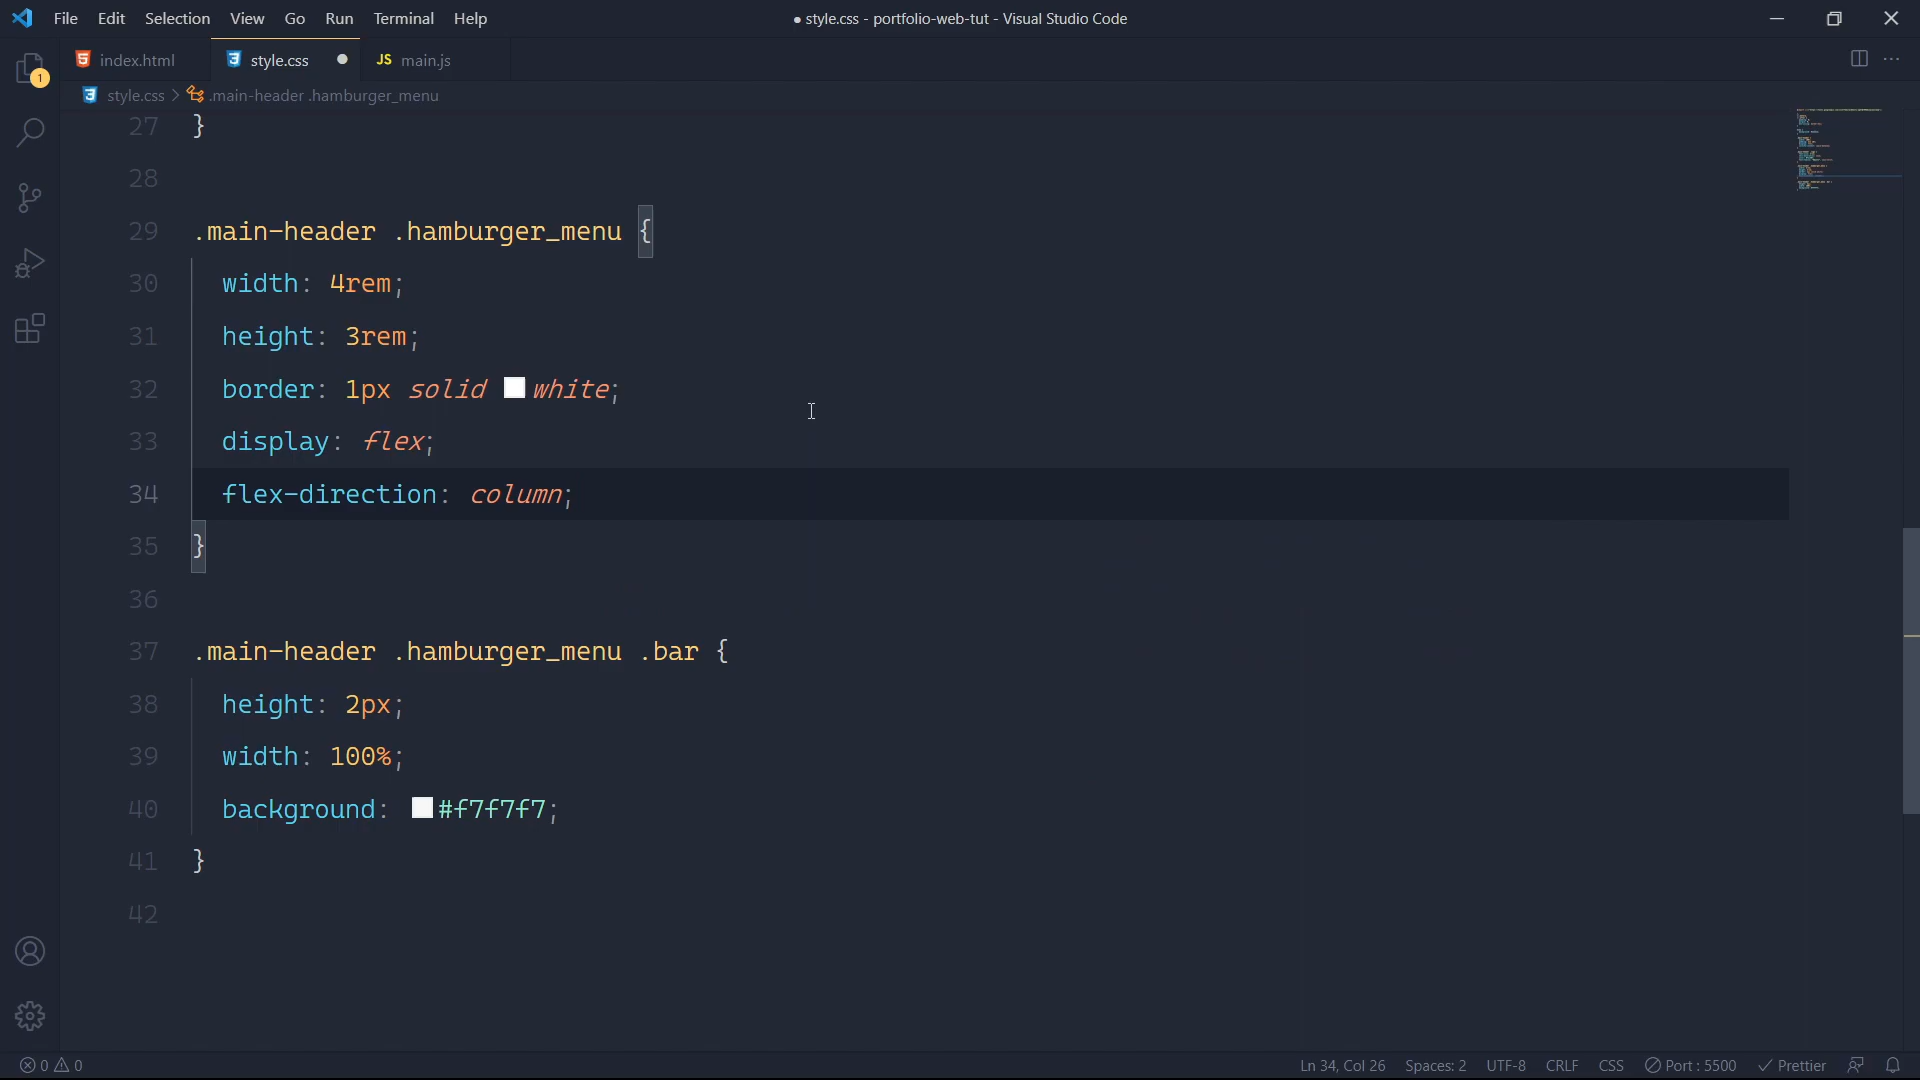 File Edit Selection View Go Run Terminal Help ● style.css - portfolio-web-tut - Visual Studio Code
index.html style.css ● JS main.js
1
style.css > .main-header .hamburger_menu
27 }
28
29 .main-header .hamburger_menu {
30 width: 4rem;
31 height: 3rem;
32 border: 1px solid white;
33 display: flex;
34 flex-direction: column;
35 }
36
37 .main-header .hamburger_menu .bar {
38 height: 2px;
39 width: 100%;
40 background: #f7f7f7;
41 }
42
0 0 Ln 34, Col 26 Spaces: 2 UTF-8 CRLF CSS Port : 5500 Prettier